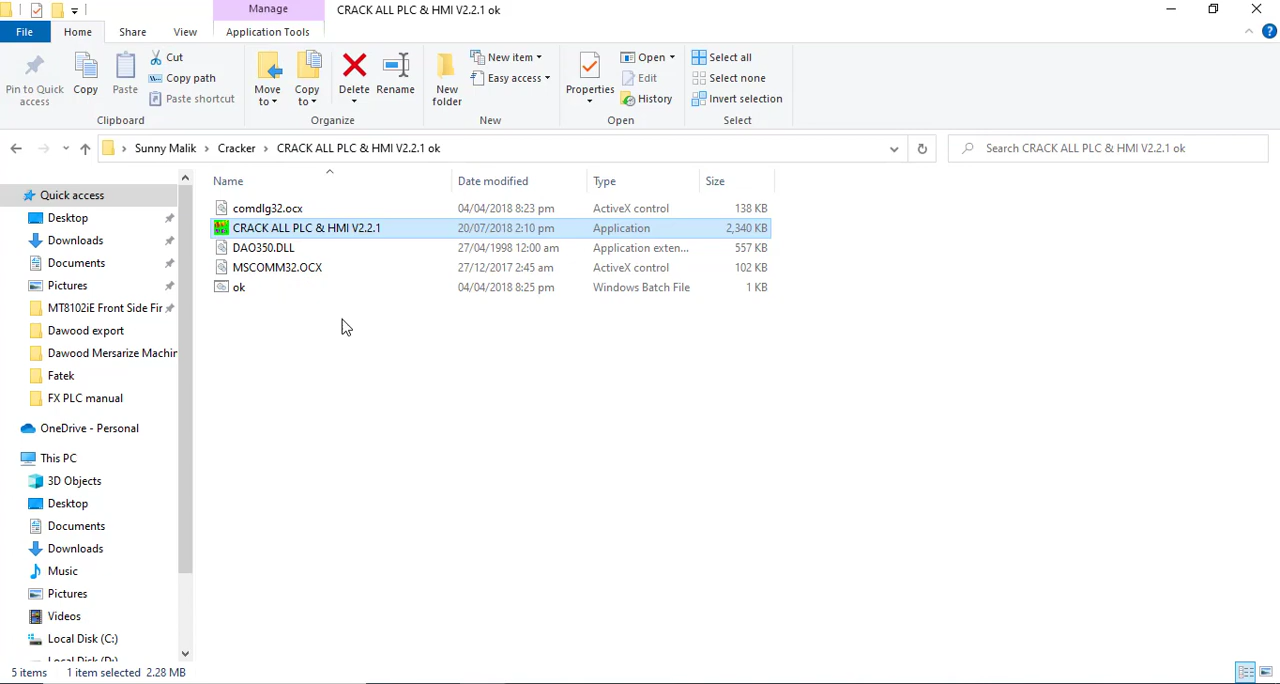 Manage
CRACK ALL PLC & HMI V2.2.1 ok
File Home Share View Application Tools
Pin to Quick access
Copy
Paste
Cut
Copy path
Paste shortcut
Clipboard
Move to
Copy to
Delete
Rename
Organize
New folder
New item
Easy access
New
Properties
Open
Edit
History
Open
Select all
Select none
Invert selection
Select
Sunny Malik > Cracker > CRACK ALL PLC & HMI V2.2.1 ok
Search CRACK ALL PLC & HMI V2.2.1 ok
Name Date modified Type Size
comdlg32.ocx 04/04/2018 8:23 pm ActiveX control 138 KB
CRACK ALL PLC & HMI V2.2.1 20/07/2018 2:10 pm Application 2,340 KB
DAO350.DLL 27/04/1998 12:00 am Application exten... 557 KB
MSCOMM32.OCX 27/12/2017 2:45 am ActiveX control 102 KB
ok 04/04/2018 8:25 pm Windows Batch File 1 KB
Quick access
Desktop
Downloads
Documents
Pictures
MT8102iE Front Side Fir
Dawood export
Dawood Mersarize Machin
Fatek
FX PLC manual
OneDrive - Personal
This PC
3D Objects
Desktop
Documents
Downloads
Music
Pictures
Videos
Local Disk (C:)
Local Disk (D:)
5 items 1 item selected 2.28 MB